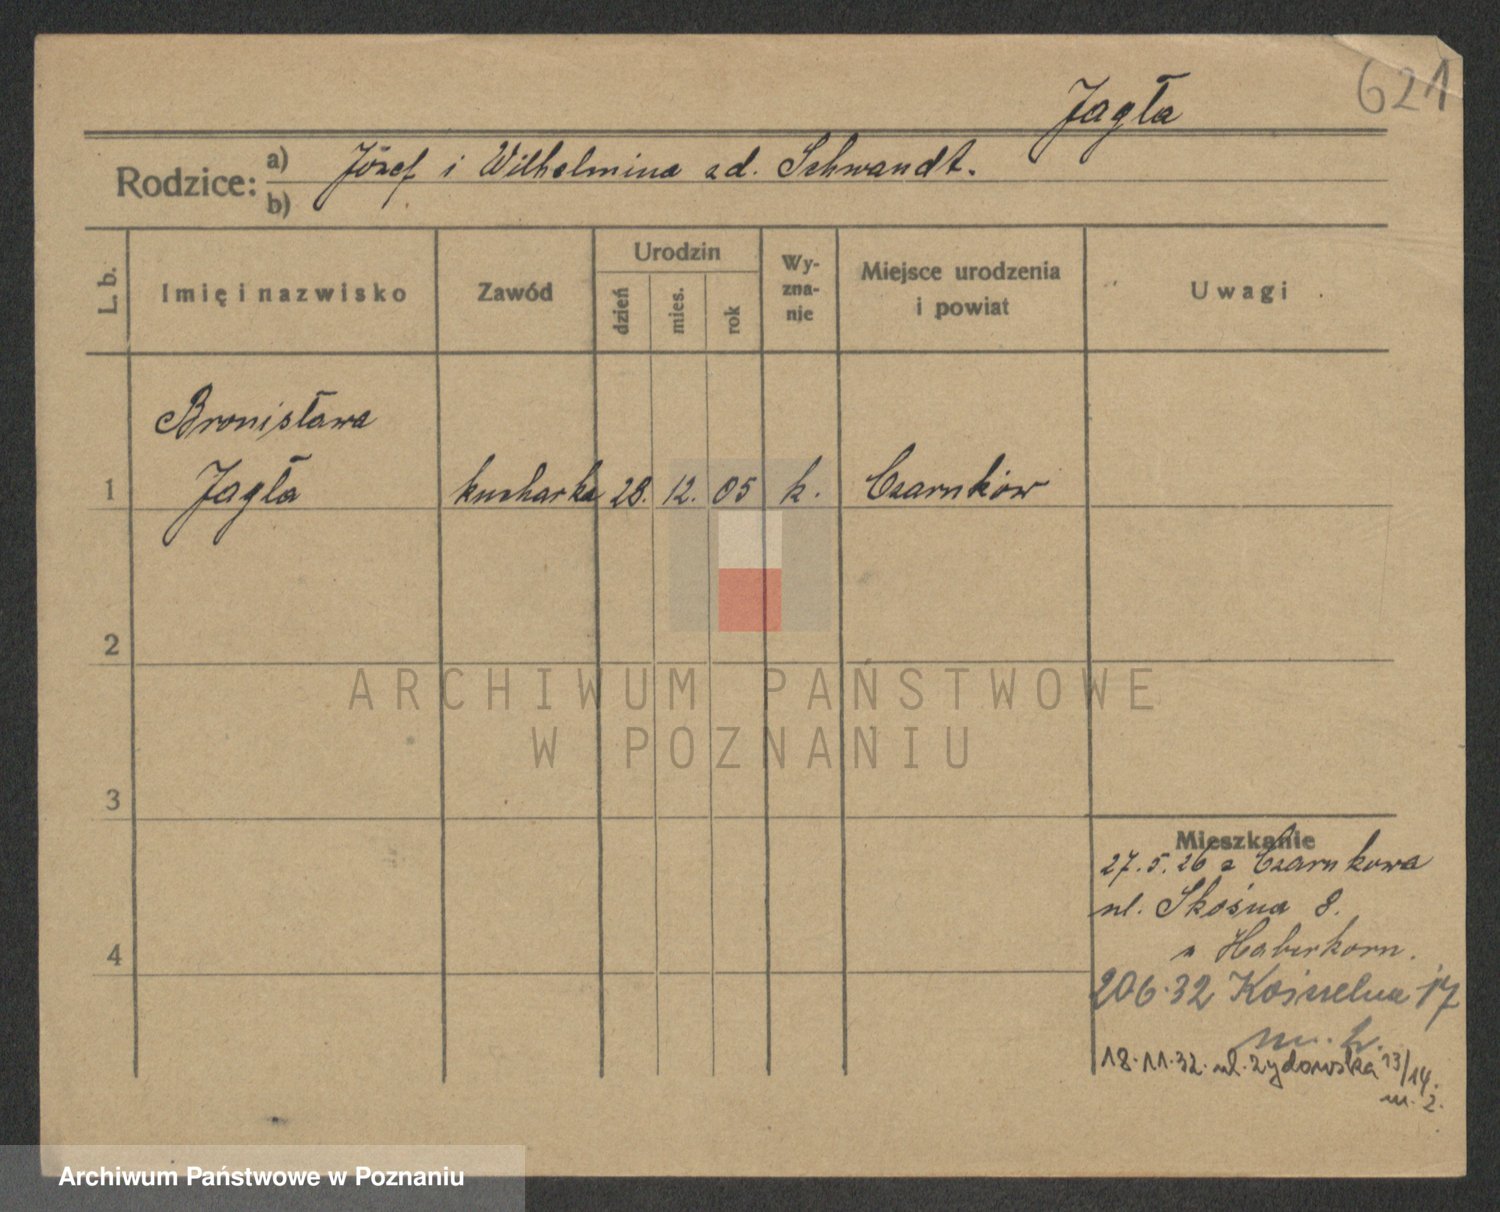 621
Jagła
Rodzice:
a) Józef i Wilhelmina zd. Schwandt.
b)
L. b.
Imię i nazwisko
Zawód
Urodzin
dzień
mies.
rok
Wy-
zna-
nie
Miejsce urodzenia
i powiat
Uwagi
Bronisława
1 Jagła kucharka 28. 12. 05 k. Czarnków
2
3
4
Mieszkanie
27.5.26 z Czarnkowa
ul. Skośna 8.
u Haberkorn.
20 6.32 Kościelna 17
18.11.32. ul. Żydowska 13/14.
m. 2.
ARCHIWUM PAŃSTWOWE
W POZNANIU
Archiwum Państwowe w Poznaniu